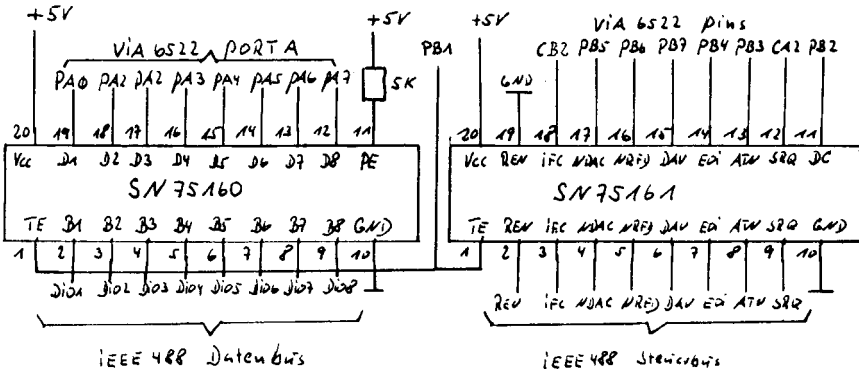 +5V +5V +5V
ViA 6522 PORT A PB1 ViA 6522 pins
CB2 PB5 PB6 PB7 PB4 PB3 CA2 PB2
PAØ PA2 PA2 PA3 PA4 PA5 PA6 PA7 5K GND
20 19 18 17 16 15 14 13 12 11 20 19 18 17 16 15 14 13 12 11
Vcc D1 D2 D3 D4 D5 D6 D7 D8 PE Vcc REN iFC NDAC NRFD DAV EOi ATN SRQ DC
SN 75160 SN 75161
TE B1 B2 B3 B4 B5 B6 B7 B8 GND TE REN iFC NDAC NRFD DAV EOi ATN SRQ GND
1 2 3 4 5 6 7 8 9 10 1 2 3 4 5 6 7 8 9 10
Dio1 Dio2 Dio3 Dio4 Dio5 Dio6 Dio7 Dio8 REN iFC NDAC NRFD DAV EOi ATN SRQ
iEEE 488 Datenbus iEEE 488 Steuerbus